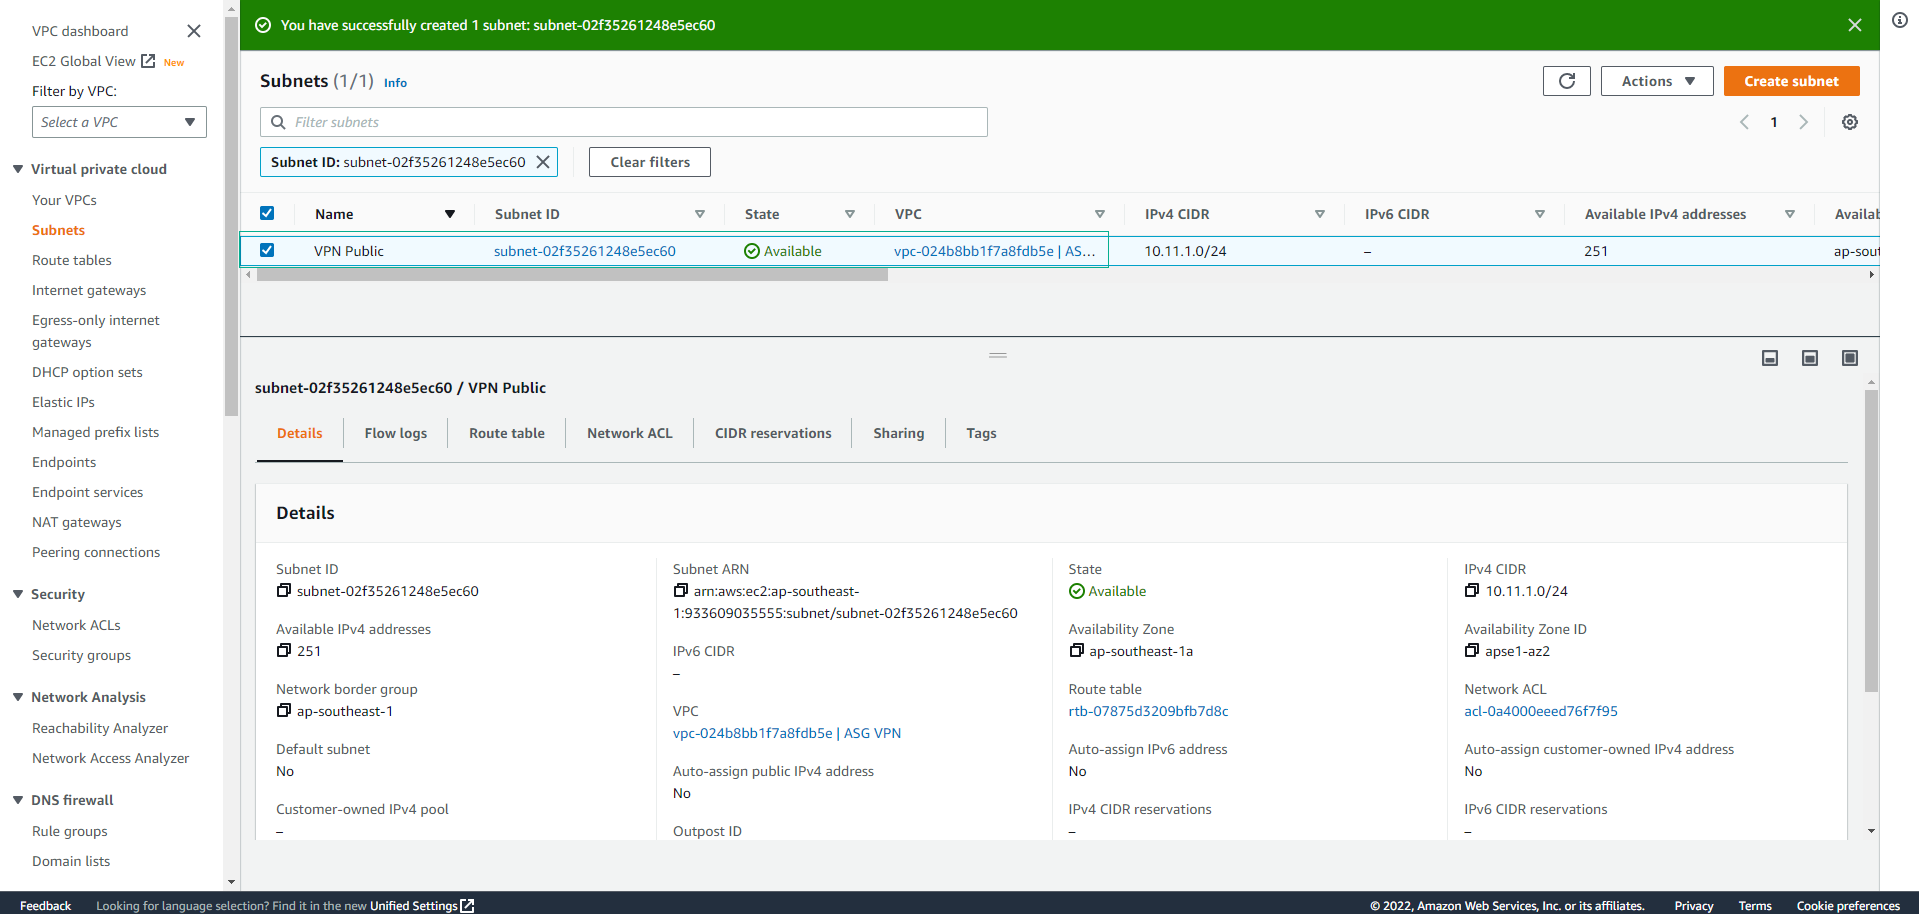 VPC dashboard
EC2 Global View New
Filter by VPC:
Select a VPC
Virtual private cloud
Your VPCs
Subnets
Route tables
Internet gateways
Egress-only internet
gateways
DHCP option sets
Elastic IPs
Managed prefix lists
Endpoints
Endpoint services
NAT gateways
Peering connections
Security
Network ACLs
Security groups
Network Analysis
Reachability Analyzer
Network Access Analyzer
DNS firewall
Rule groups
Domain lists
You have successfully created 1 subnet: subnet-02f35261248e5ec60
Subnets (1/1) Info
Actions
Create subnet
Filter subnets
1
Subnet ID: subnet-02f35261248e5ec60
Clear filters
Name Subnet ID State VPC IPv4 CIDR IPv6 CIDR Available IPv4 addresses Availab
VPN Public subnet-02f35261248e5ec60 Available vpc-024b8bb1f7a8fdb5e | AS... 10.11.1.0/24 – 251 ap-sout
subnet-02f35261248e5ec60 / VPN Public
Details Flow logs Route table Network ACL CIDR reservations Sharing Tags
Details
Subnet ID
subnet-02f35261248e5ec60
Available IPv4 addresses
251
Network border group
ap-southeast-1
Default subnet
No
Customer-owned IPv4 pool
–
Subnet ARN
arn:aws:ec2:ap-southeast-
1:933609035555:subnet/subnet-02f35261248e5ec60
IPv6 CIDR
–
VPC
vpc-024b8bb1f7a8fdb5e | ASG VPN
Auto-assign public IPv4 address
No
Outpost ID
State
Available
Availability Zone
ap-southeast-1a
Route table
rtb-07875d3209bfb7d8c
Auto-assign IPv6 address
No
IPv4 CIDR reservations
–
IPv4 CIDR
10.11.1.0/24
Availability Zone ID
apse1-az2
Network ACL
acl-0a4000eeed76f7f95
Auto-assign customer-owned IPv4 address
No
IPv6 CIDR reservations
–
Feedback Looking for language selection? Find it in the new Unified Settings © 2022, Amazon Web Services, Inc. or its affiliates. Privacy Terms Cookie preferences